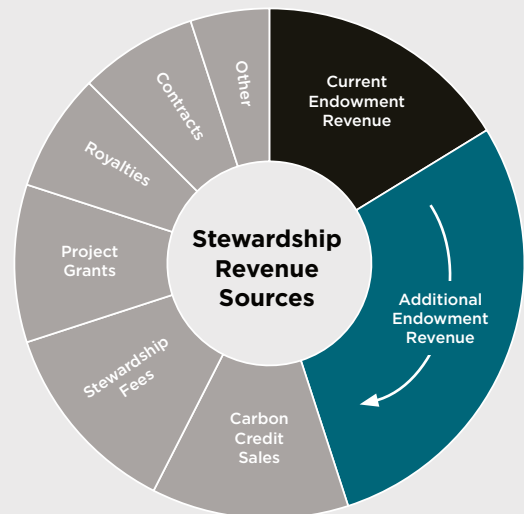 Stewardship
Revenue
Sources
Current
Endowment
Revenue
Additional
Endowment
Revenue
Carbon
Credit
Sales
Stewardship
Fees
Project
Grants
Royalties
Contracts
Other